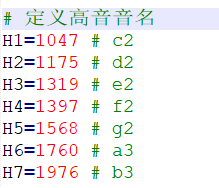 # 定义高音音名
H1=1047 # c2
H2=1175 # d2
H3=1319 # e2
H4=1397 # f2
H5=1568 # g2
H6=1760 # a3
H7=1976 # b3